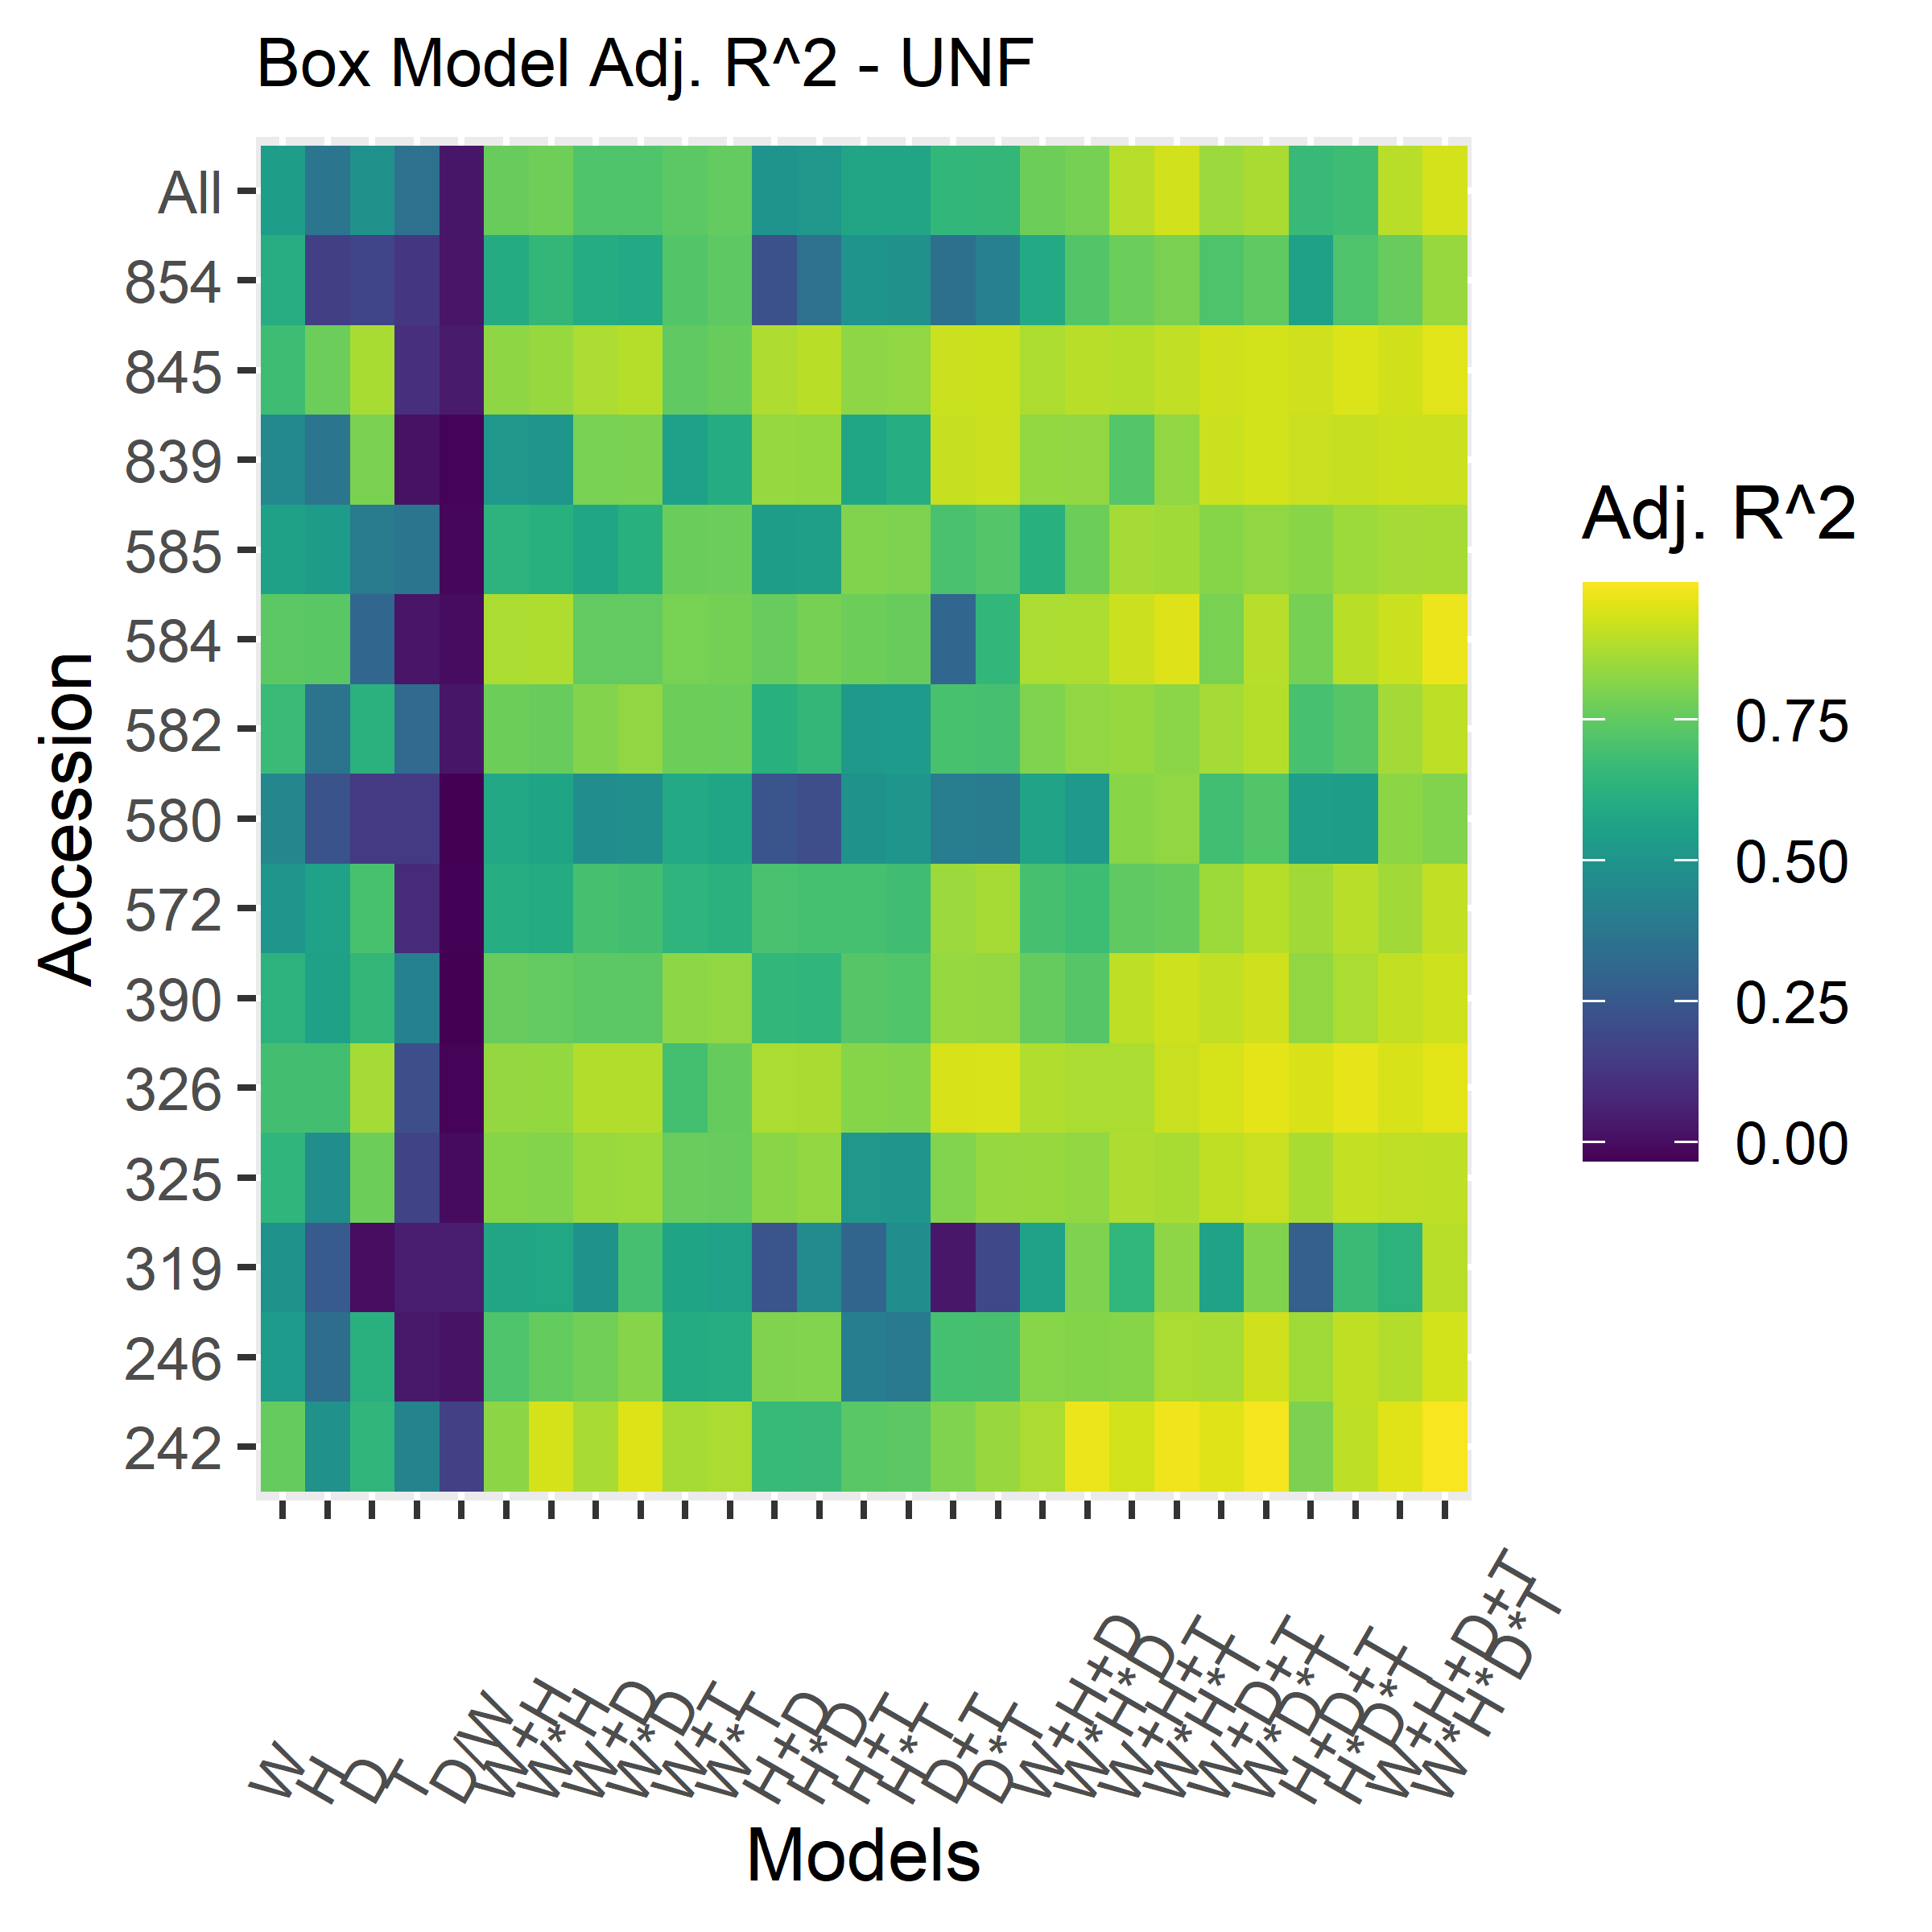 Box Model Adj. R^2 - UNF
All
854
845
839
585
584
582
580
572
390
326
325
319
246
242
Accession
W
H
D
T
D/W
W+H
W*H
W+D
W*D
W+T
W*T
H+D
H*D
H+T
H*T
D+T
D*T
W+H+D
W*H*D
W+H+T
W*H*T
W+D+T
W*D*T
H+D+T
H*D*T
W+H+D+T
W*H*D*T
Models
Adj. R^2
0.75
0.50
0.25
0.00